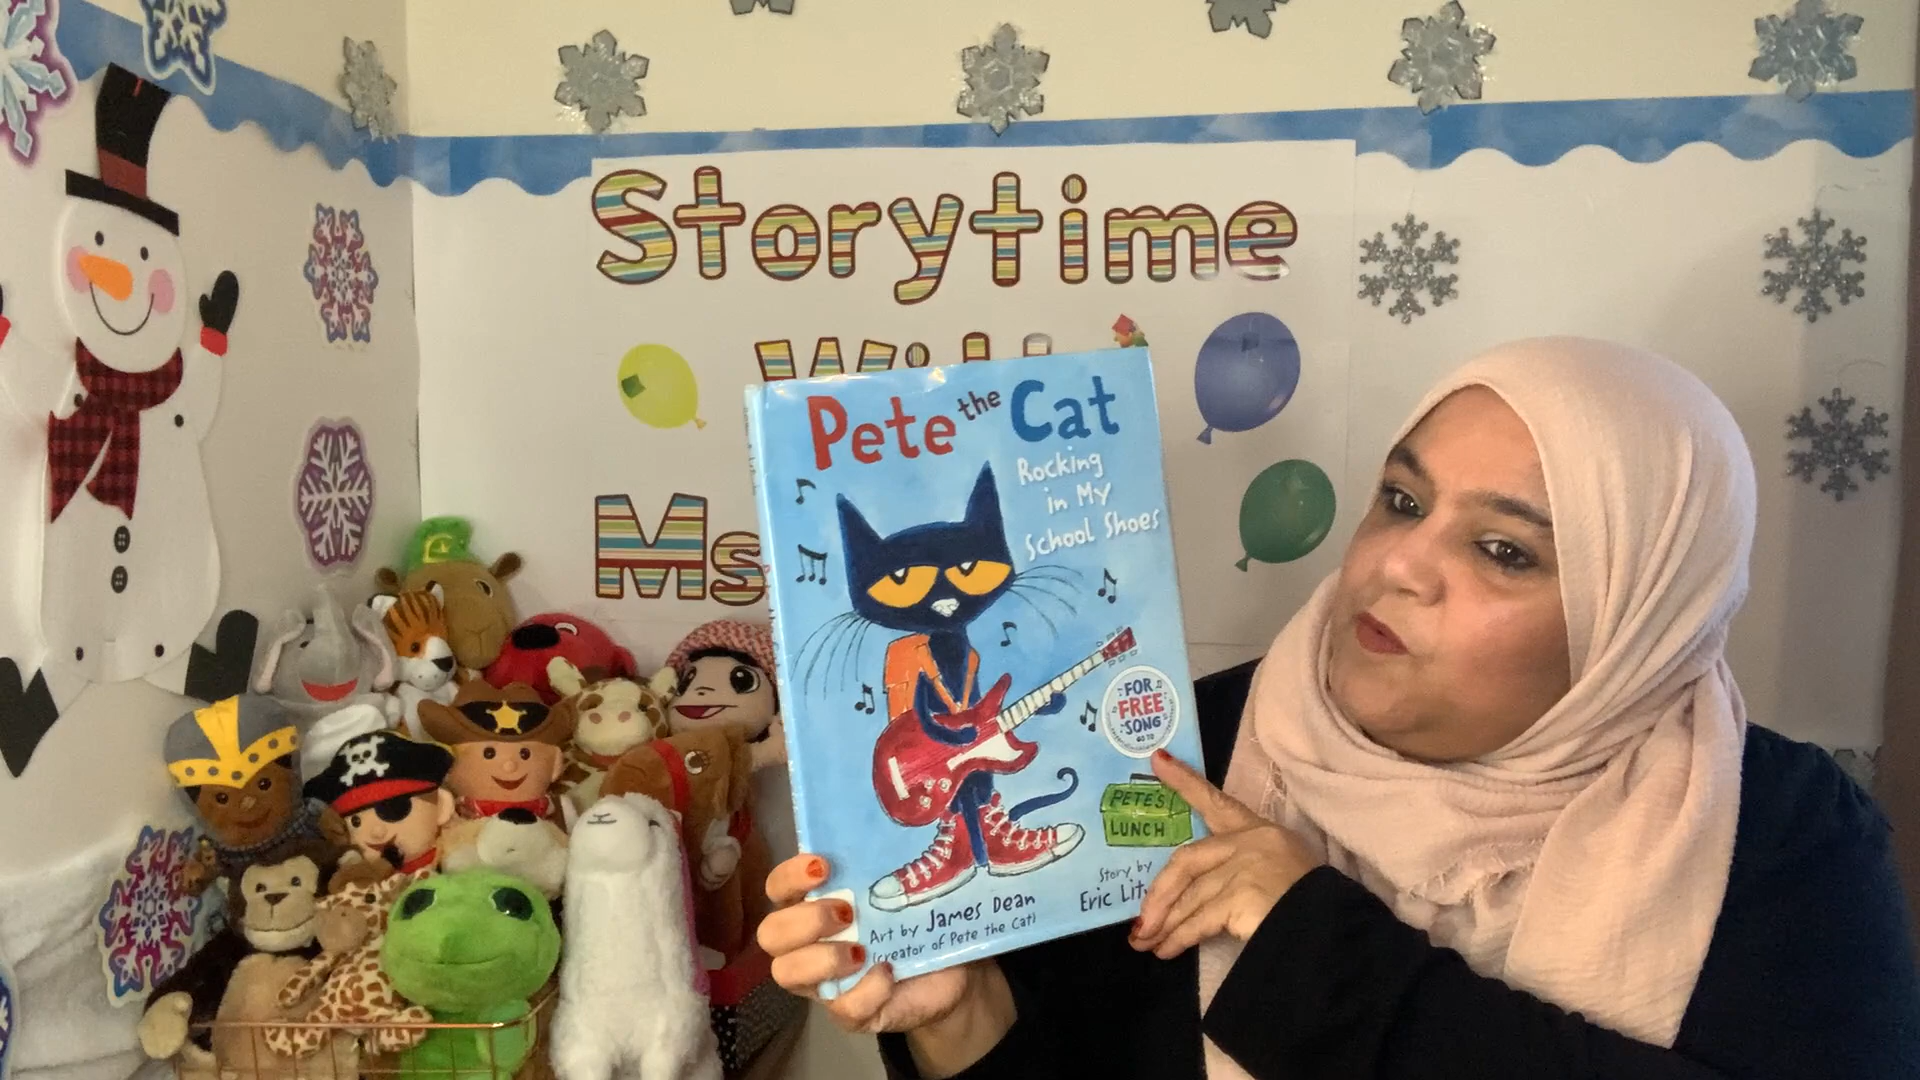 Storytime
Ms
Pete the Cat
Rocking
in My
School Shoes
FOR
FREE
SONG
GO TO
PETE'S
LUNCH
Story by
Eric
Art by James Dean
(creator of Pete the Cat)